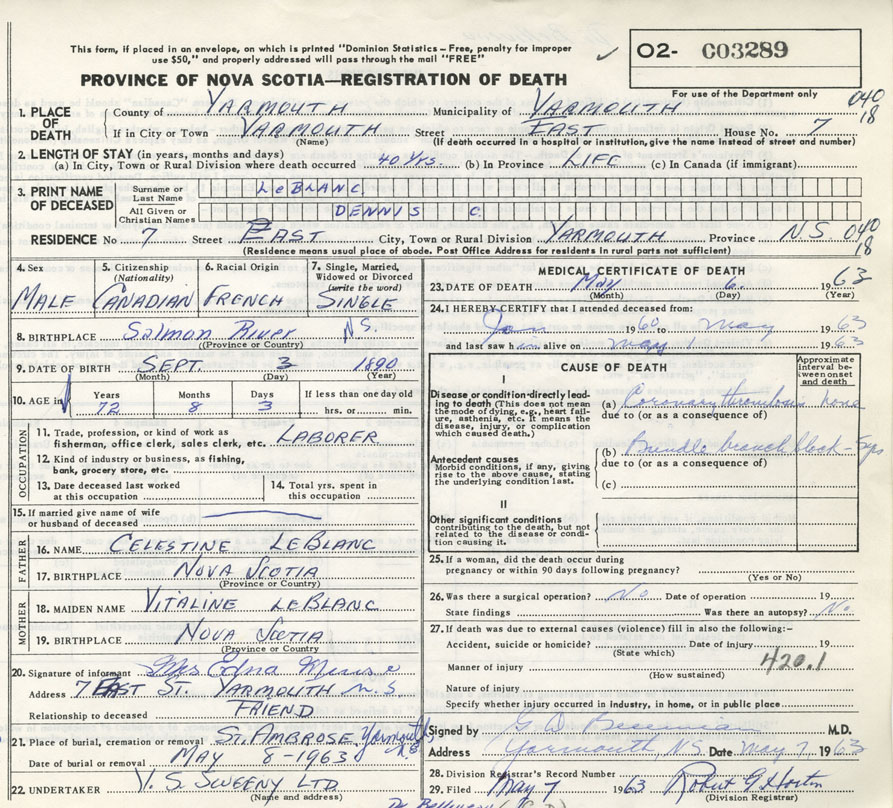 This form, if placed in an envelope, on which is printed "Dominion Statistics – Free, penalty for improper
use $50," and properly addressed will pass through the mail "FREE"
✓ O2- C03289
PROVINCE OF NOVA SCOTIA—REGISTRATION OF DEATH
For use of the Department only
040
18
1. PLACE OF DEATH
County of YARMOUTH Municipality of YARMOUTH
If in City or Town YARMOUTH Street EAST House No. 7
(Name) (If death occurred in a hospital or institution, give the name instead of street and number)
2. LENGTH OF STAY (in years, months and days)
(a) In City, Town or Rural Division where death occurred 40 Yrs (b) In Province LIFE (c) In Canada (if immigrant)
3. PRINT NAME OF DECEASED
Surname or Last Name LeBLANC
All Given or Christian Names DENNIS C.
RESIDENCE No 7 Street EAST City, Town or Rural Division YARMOUTH Province N.S. 040
18
(Residence means usual place of abode. Post Office Address for residents in rural parts not sufficient)
4. Sex MALE
5. Citizenship (Nationality) CANADIAN
6. Racial Origin FRENCH
7. Single, Married, Widowed or Divorced (write the word) SINGLE
8. BIRTHPLACE Salmon River N.S.
(Province or Country)
9. DATE OF BIRTH SEPT. 3 1890
(Month) (Day) (Year)
10. AGE in Years 72 Months 8 Days 3 If less than one day old hrs. or min.
OCCUPATION
11. Trade, profession, or kind of work as fisherman, office clerk, sales clerk, etc. LABORER
12. Kind of industry or business, as fishing, bank, grocery store, etc.
13. Date deceased last worked at this occupation
14. Total yrs. spent in this occupation
15. If married give name of wife or husband of deceased
FATHER
16. NAME CELESTINE LEBLANC
17. BIRTHPLACE NOVA SCOTIA
(Province or Country)
MOTHER
18. MAIDEN NAME VITALINE LEBLANC
19. BIRTHPLACE NOVA SCOTIA
(Province or Country)
20. Signature of informant Mrs Edna
Address 7 EAST ST. YARMOUTH N.S
Relationship to deceased FRIEND
21. Place of burial, cremation or removal ST. AMBROSE, Yarmouth N.S
Date of burial or removal MAY 8-1963
22. UNDERTAKER V. S. SWEENY LTD.
(Name and address)
MEDICAL CERTIFICATE OF DEATH
23. DATE OF DEATH May 6 1963
(Month) (Day) (Year)
24. I HEREBY CERTIFY that I attended deceased from:
Jan 1960 to May 1963
and last saw him alive on May 1 1963
CAUSE OF DEATH
Approximate interval between onset and death
I
Disease or condition directly leading to death (This does not mean the mode of dying, e.g., heart failure, asthenia, etc. It means the disease, injury, or complication which caused death.)
(a) Coronary thrombosis none
due to (or as a consequence of)
Antecedent causes
Morbid conditions, if any, giving rise to the above cause, stating the underlying condition last.
(b) Bundle branch block -
due to (or as a consequence of)
(c)
II
Other significant conditions contributing to the death, but not related to the disease or condition causing it.
25. If a woman, did the death occur during pregnancy or within 90 days following pregnancy?
(Yes or No)
26. Was there a surgical operation? No Date of operation 19
State findings Was there an autopsy? No
27. If death was due to external causes (violence) fill in also the following:—
Accident, suicide or homicide? Date of injury 19
(State which)
Manner of injury 420.1
(How sustained)
Nature of injury
Specify whether injury occurred in industry, in home, or in public place
Signed by G D M.D.
Address Yarmouth, N.S. Date May 7, 1963
28. Division Registrar's Record Number
29. Filed May 7 1963 Robert G Horton
Division Registrar